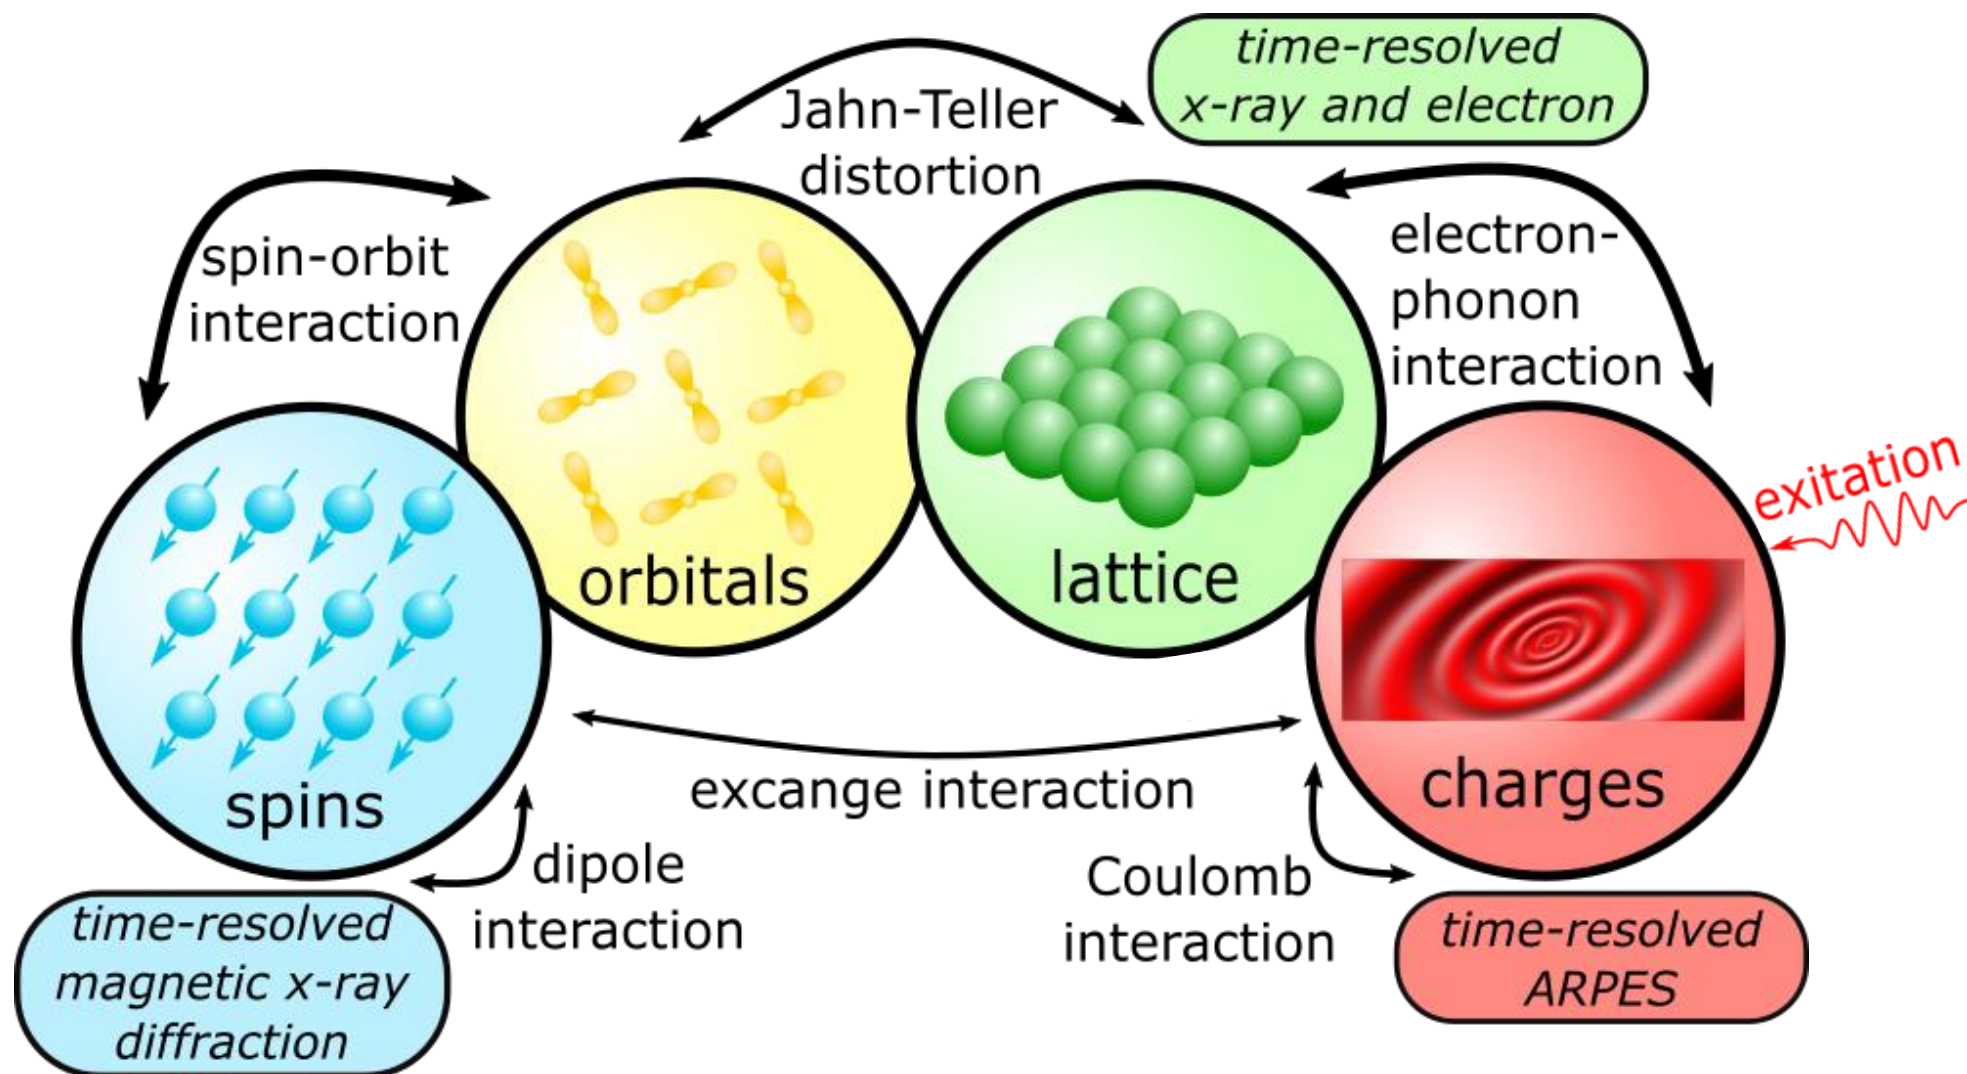 time-resolved
x-ray and electron
Jahn-Teller
distortion
spin-orbit
interaction
electron-
phonon
interaction
exitation
orbitals
lattice
spins
charges
excange interaction
dipole
interaction
Coulomb
interaction
time-resolved
magnetic x-ray
diffraction
time-resolved
ARPES